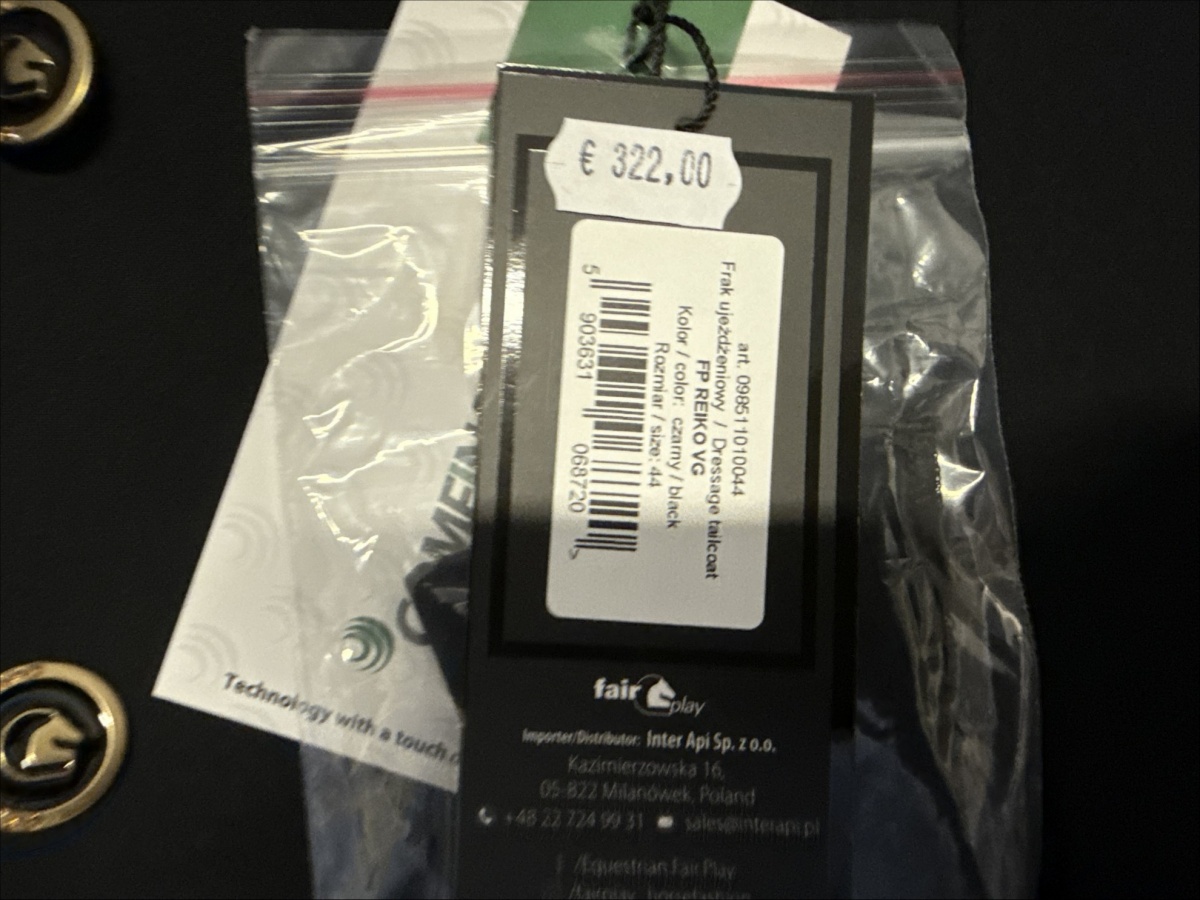 € 322,00
art. 098511010044
Frak ujeżdżeniowy / Dressage tailcoat
FP REIKO VG
Kolor / color: czarny / black
Rozmiar / size: 44
5 903631 068720 >
Technology with a touch
fair play
Importer/Distributor: Inter Api Sp. z o.o.
Kazimierzowska 16,
05-822 Milanówek, Poland
+48 22 724 99 31 sales@interapi.pl
/Equestrian.Fair.Play